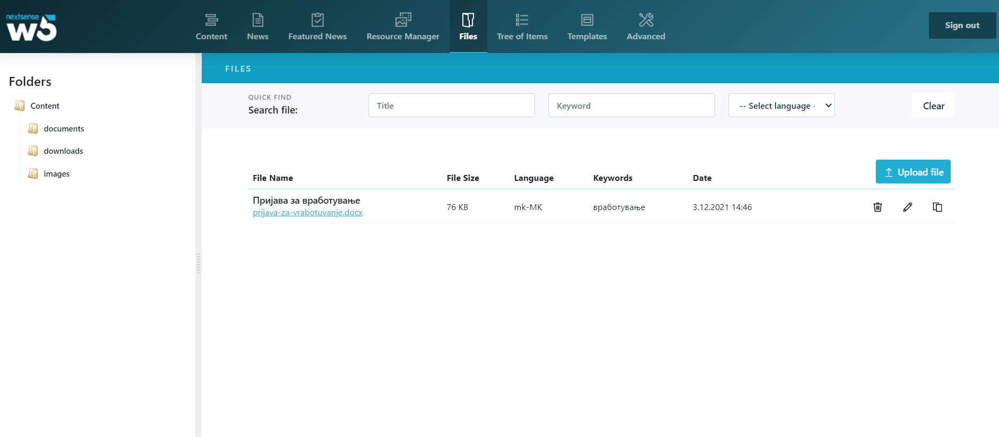 nextsense
w5
Content
News
Featured News
Resource Manager
Files
Tree of Items
Templates
Advanced
Sign out
Folders
Content
documents
downloads
images
FILES
QUICK FIND
Search file:
Title
Keyword
-- Select language -
Clear
Upload file
File Name
File Size
Language
Keywords
Date
Пријава за вработување
prijava-za-vrabotuvanje.docx
76 KB
mk-MK
вработување
3.12.2021 14:46